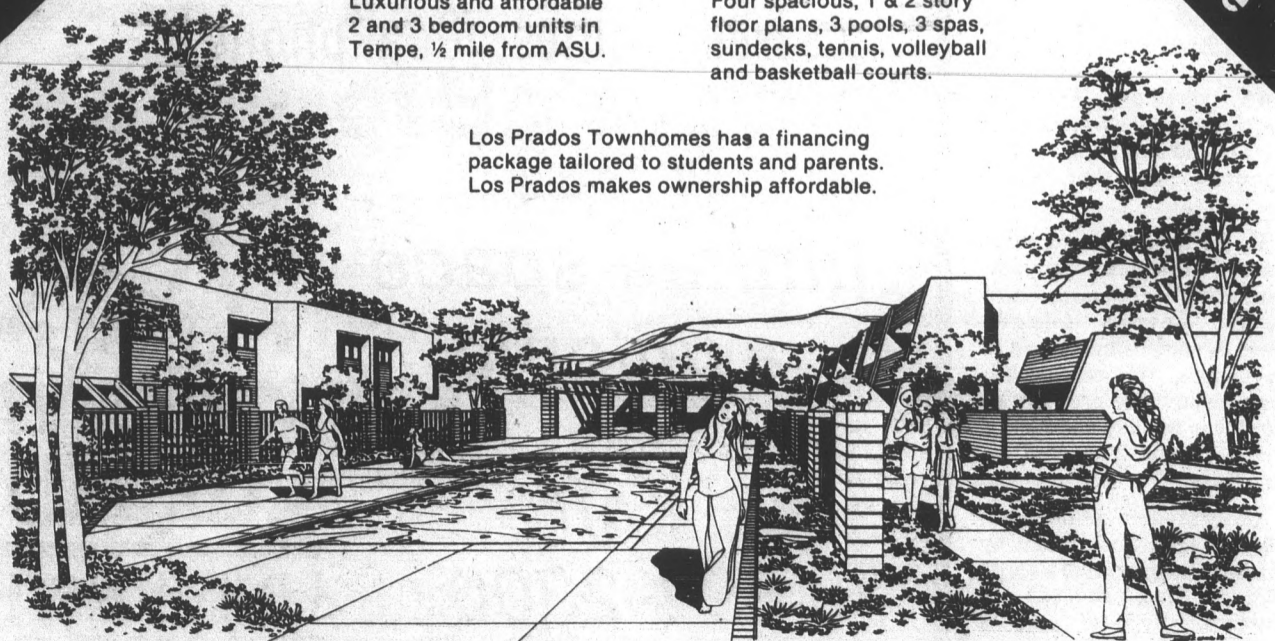 Luxurious and affordable
2 and 3 bedroom units in
Tempe, ½ mile from ASU.
Four spacious, 1 & 2 story
floor plans, 3 pools, 3 spas,
sundecks, tennis, volleyball
and basketball courts.
Los Prados Townhomes has a financing
package tailored to students and parents.
Los Prados makes ownership affordable.